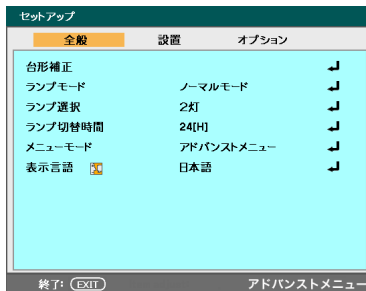 セットアップ
全般 設置 オプション
台形補正
ランプモード ノーマルモード
ランプ選択 2灯
ランプ切替時間 24[H]
メニューモード アドバンストメニュー
表示言語 日本語
終了: EXIT アドバンストメニュー